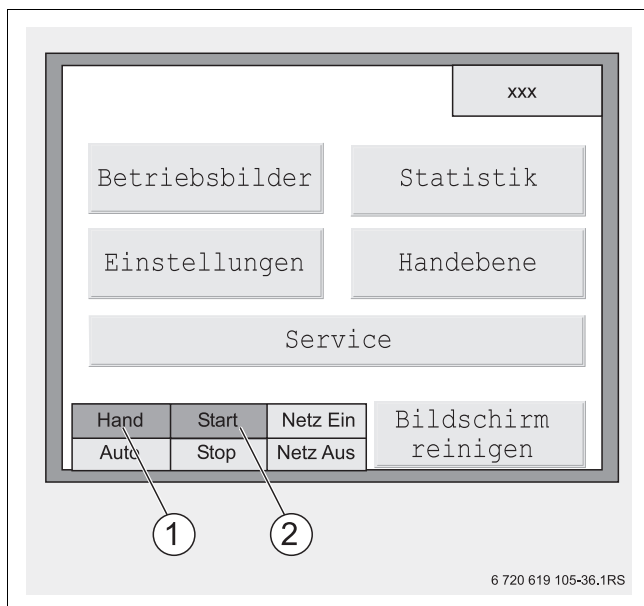 xxx
Betriebsbilder Statistik
Einstellungen Handebene
Service
Hand Start Netz Ein
Auto Stop Netz Aus
Bildschirm
reinigen
1 2
6 720 619 105-36.1RS